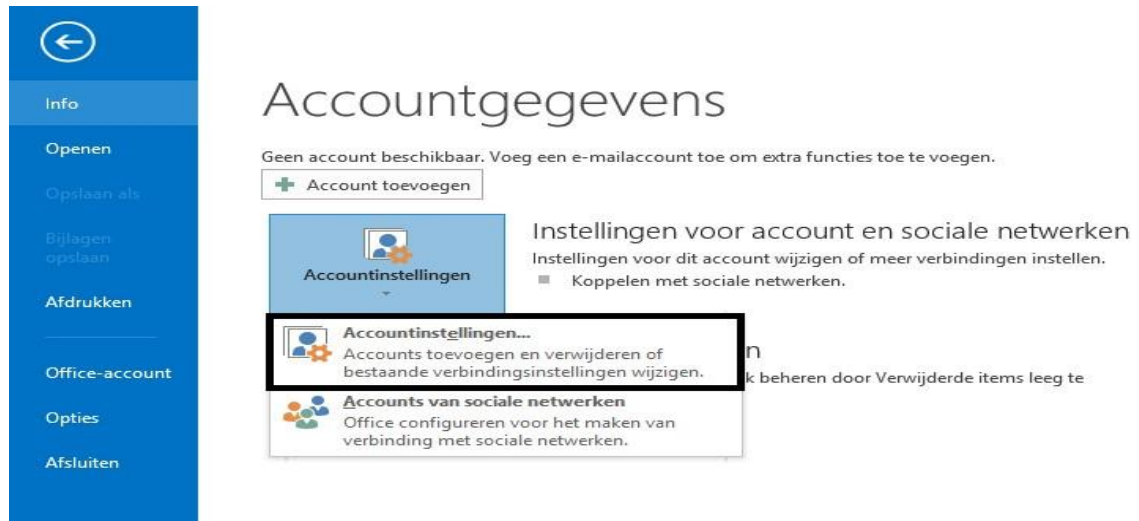 Info
Openen
Opslaan als
Bijlagen
opslaan
Afdrukken
Office-account
Opties
Afsluiten
Accountgegevens
Geen account beschikbaar. Voeg een e-mailaccount toe om extra functies toe te voegen.
Account toevoegen
Accountinstellingen
Instellingen voor account en sociale netwerken
Instellingen voor dit account wijzigen of meer verbindingen instellen.
Koppelen met sociale netwerken.
Accountinstellingen...
Accounts toevoegen en verwijderen of
bestaande verbindingsinstellingen wijzigen.
n
k beheren door Verwijderde items leeg te
Accounts van sociale netwerken
Office configureren voor het maken van
verbinding met sociale netwerken.